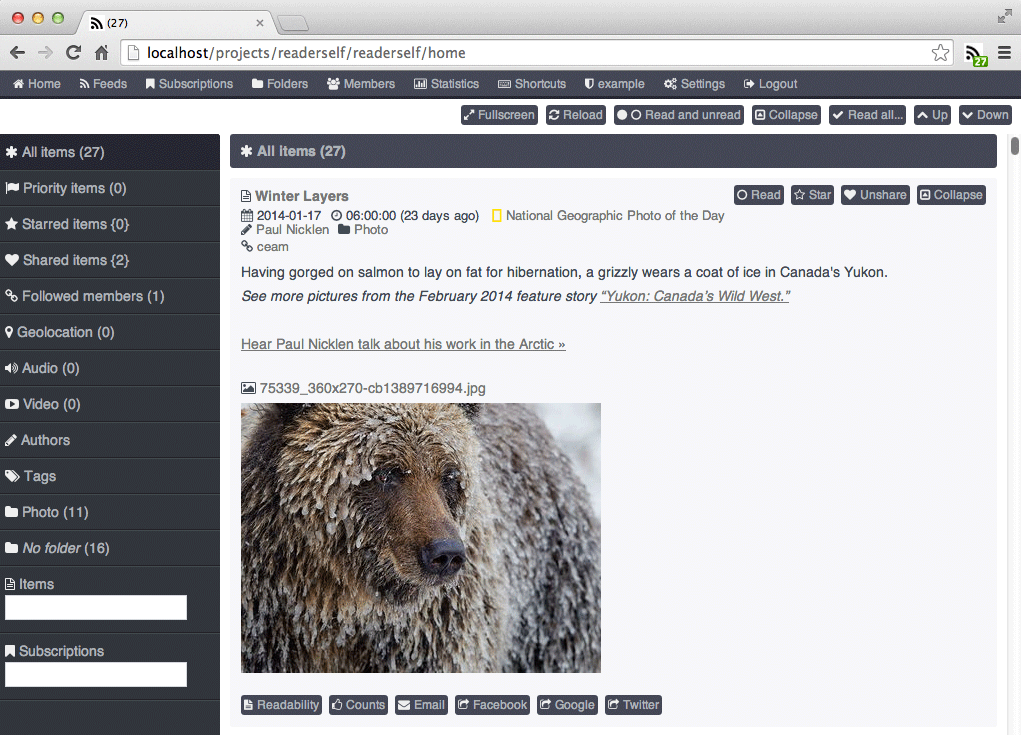 (27)
localhost/projects/readerself/readerself/home
27
Home Feeds Subscriptions Folders Members Statistics Shortcuts example Settings Logout
Fullscreen Reload Read and unread Collapse Read all... Up Down
All items (27)
Priority items (0)
Starred items {0}
Shared items {2}
Followed members (1)
Geolocation (0)
Audio (0)
Video (0)
Authors
Tags
Photo (11)
No folder (16)
Items
Subscriptions
All items (27)
Winter Layers
Read Star Unshare Collapse
2014-01-17 06:00:00 (23 days ago) National Geographic Photo of the Day
Paul Nicklen Photo
ceam
Having gorged on salmon to lay on fat for hibernation, a grizzly wears a coat of ice in Canada's Yukon.
See more pictures from the February 2014 feature story “Yukon: Canada’s Wild West.”
Hear Paul Nicklen talk about his work in the Arctic »
75339_360x270-cb1389716994.jpg
Readability Counts Email Facebook Google Twitter